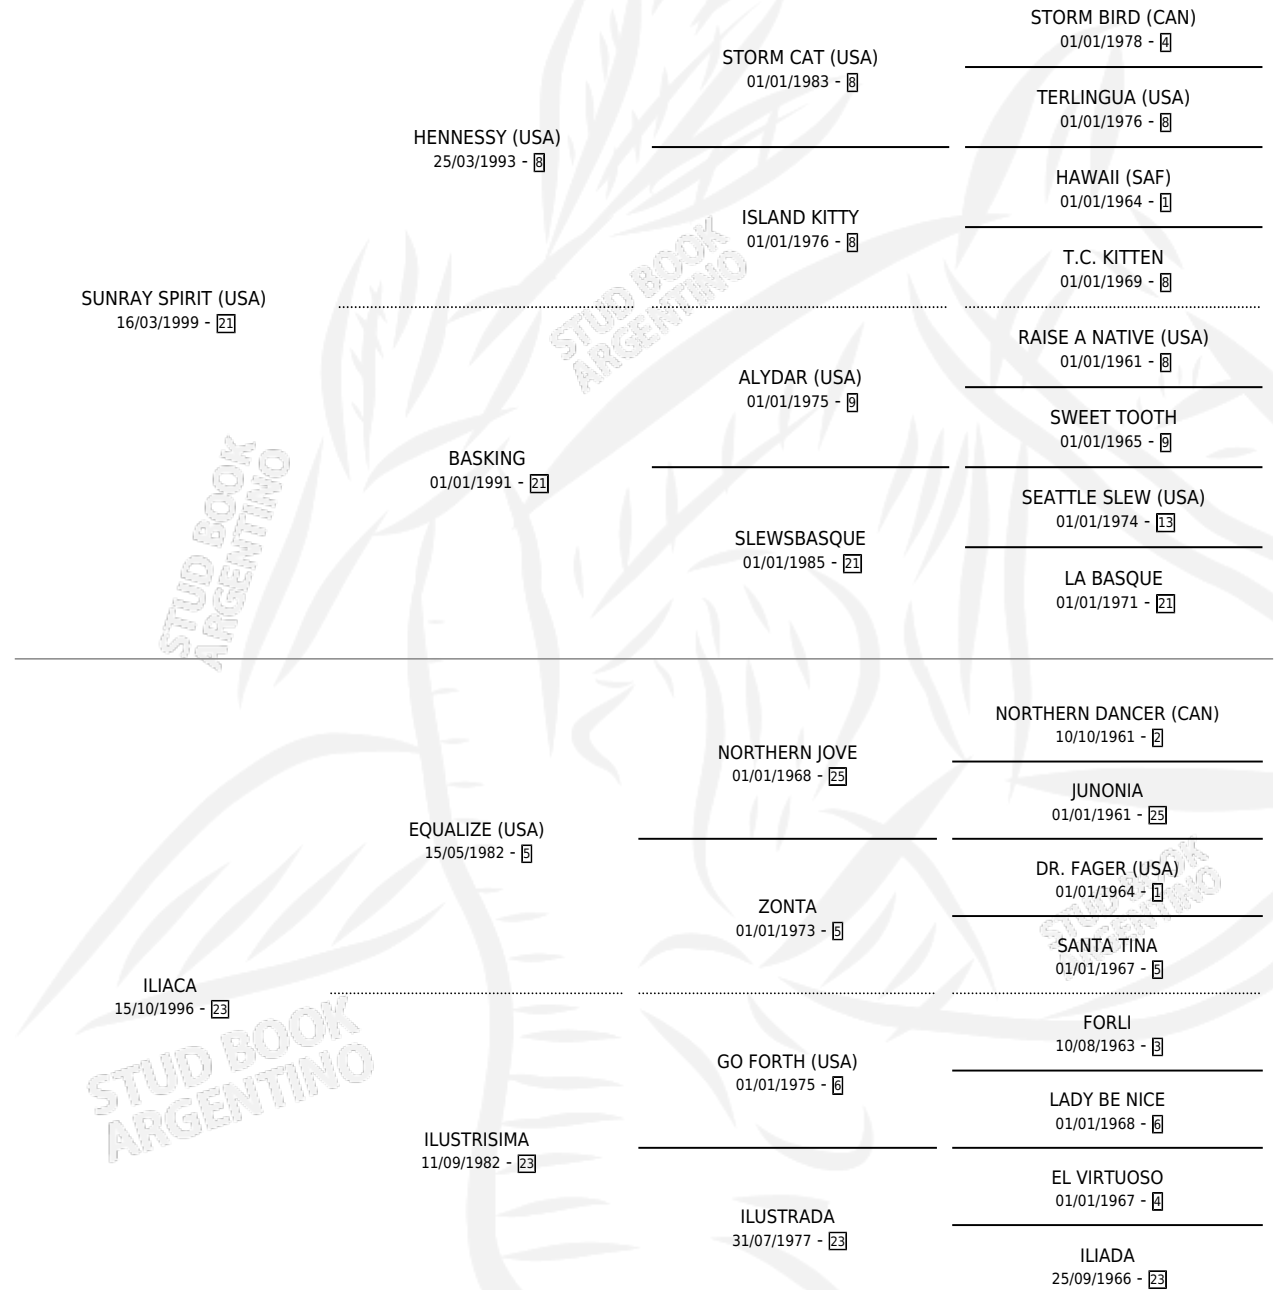 STORM BIRD (CAN)
01/01/1978 - 4
STORM CAT (USA)
01/01/1983 - 8
TERLINGUA (USA)
01/01/1976 - 8
HENNESSY (USA)
25/03/1993 - 8
HAWAII (SAF)
01/01/1964 - 1
ISLAND KITTY
01/01/1976 - 8
T.C. KITTEN
01/01/1969 - 8
SUNRAY SPIRIT (USA)
16/03/1999 - 21
RAISE A NATIVE (USA)
01/01/1961 - 8
ALYDAR (USA)
01/01/1975 - 9
SWEET TOOTH
01/01/1965 - 9
BASKING
01/01/1991 - 21
SEATTLE SLEW (USA)
01/01/1974 - 13
SLEWSBASQUE
01/01/1985 - 21
LA BASQUE
01/01/1971 - 21
STUD BOOK
ARGENTINO
STUD BOOK
ARGENTINO
NORTHERN DANCER (CAN)
10/10/1961 - 2
NORTHERN JOVE
01/01/1968 - 25
JUNONIA
01/01/1961 - 25
EQUALIZE (USA)
15/05/1982 - 5
DR. FAGER (USA)
01/01/1964 - 1
ZONTA
01/01/1973 - 5
SANTA TINA
01/01/1967 - 5
ILIACA
15/10/1996 - 23
FORLI
10/08/1963 - 3
GO FORTH (USA)
01/01/1975 - 6
LADY BE NICE
01/01/1968 - 6
ILUSTRISIMA
11/09/1982 - 23
EL VIRTUOSO
01/01/1967 - 4
ILUSTRADA
31/07/1977 - 23
ILIADA
25/09/1966 - 23
STUD BOOK
ARGENTINO
STUD BOOK
ARGENTINO